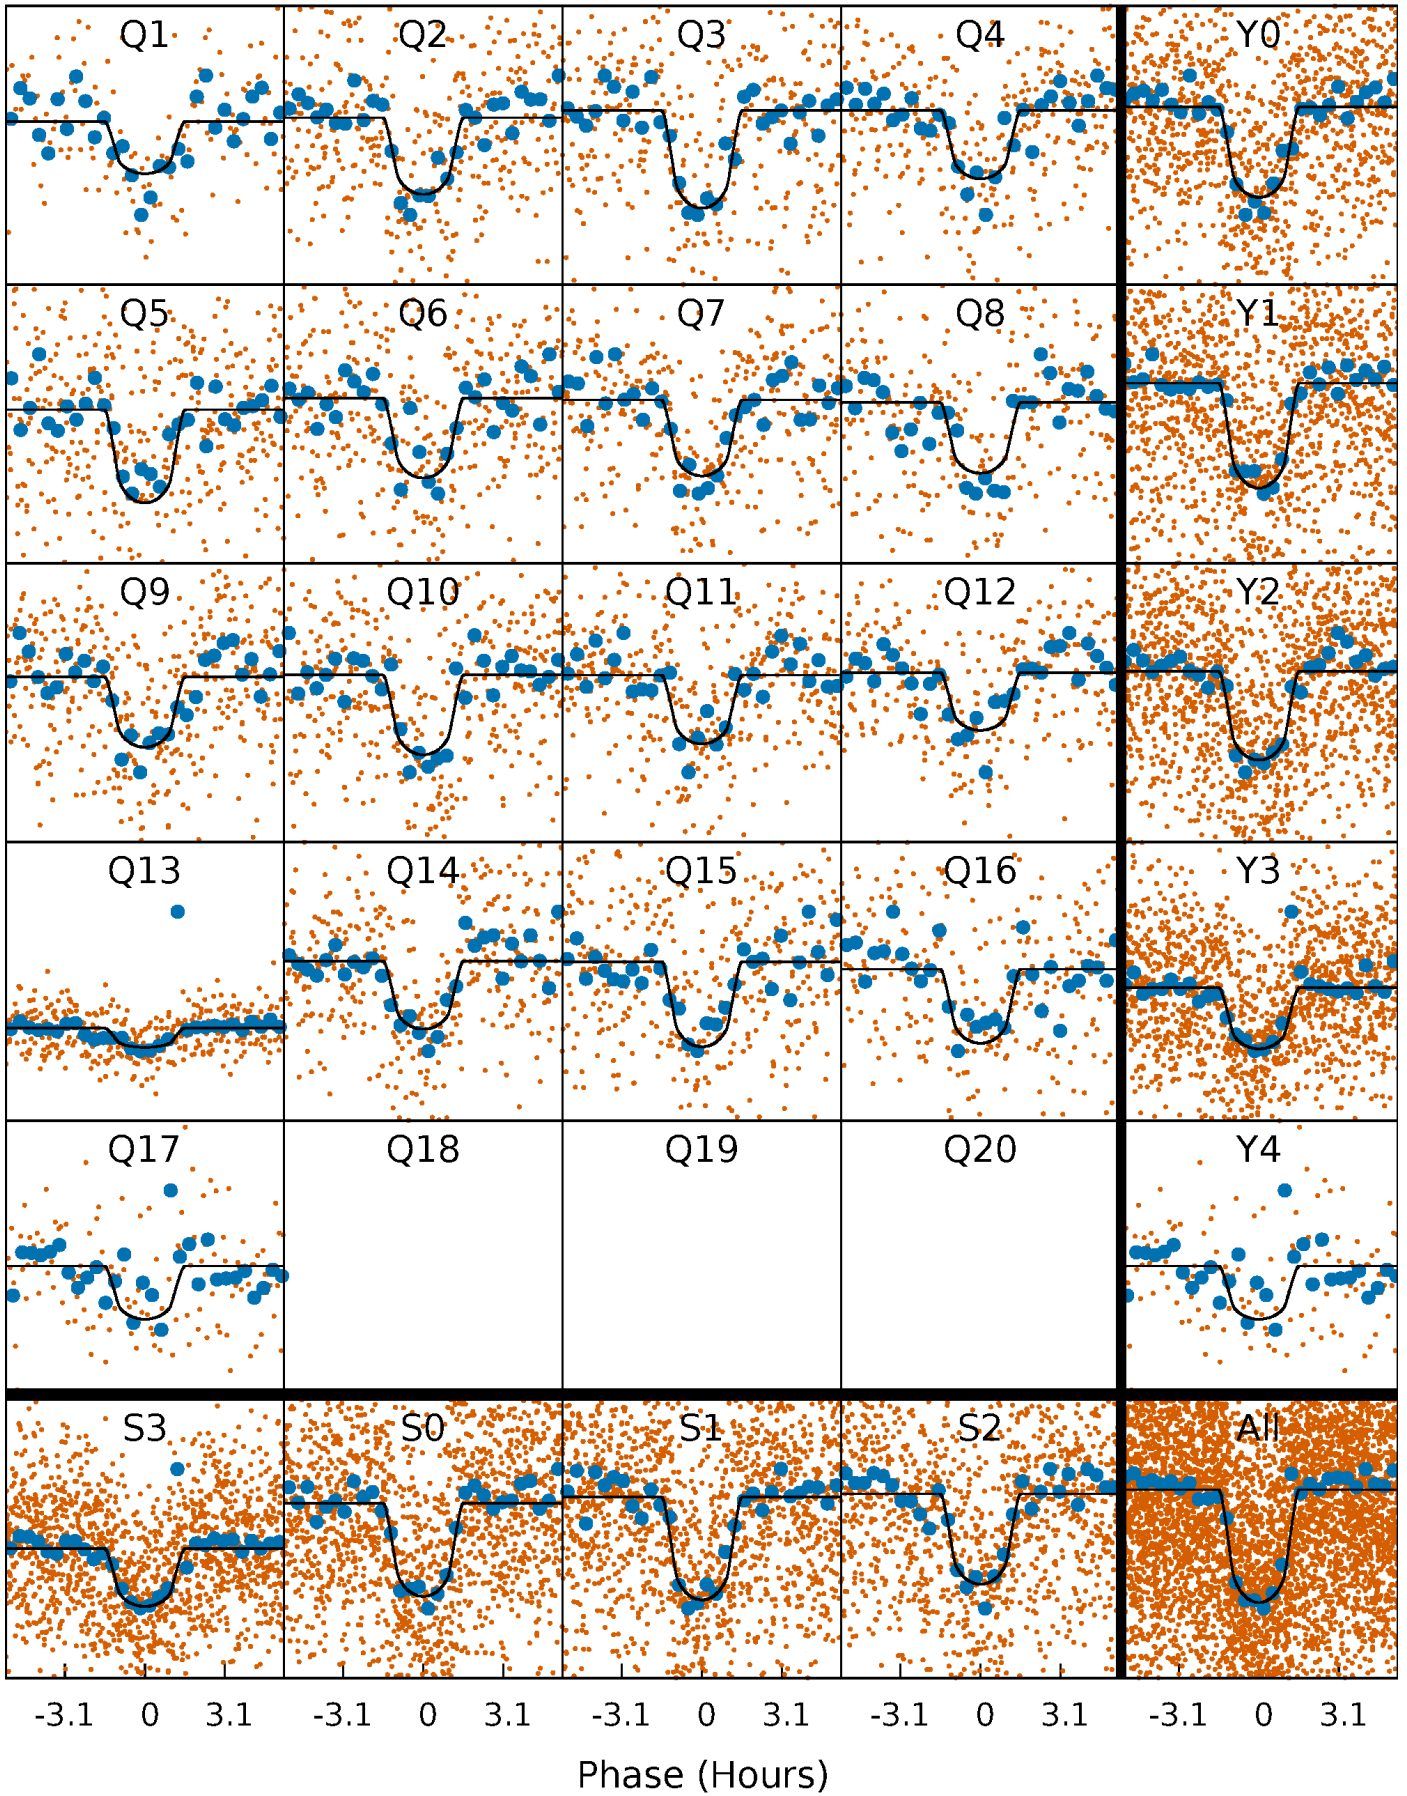 Q1 Q2 Q3 Q4 Y0
Q5 Q6 Q7 Q8 Y1
Q9 Q10 Q11 Q12 Y2
Q13 Q14 Q15 Q16 Y3
Q17 Q18 Q19 Q20 Y4
S3 S0 S1 S2 All
-3.1 0 3.1 -3.1 0 3.1 -3.1 0 3.1 -3.1 0 3.1 -3.1 0 3.1
Phase (Hours)